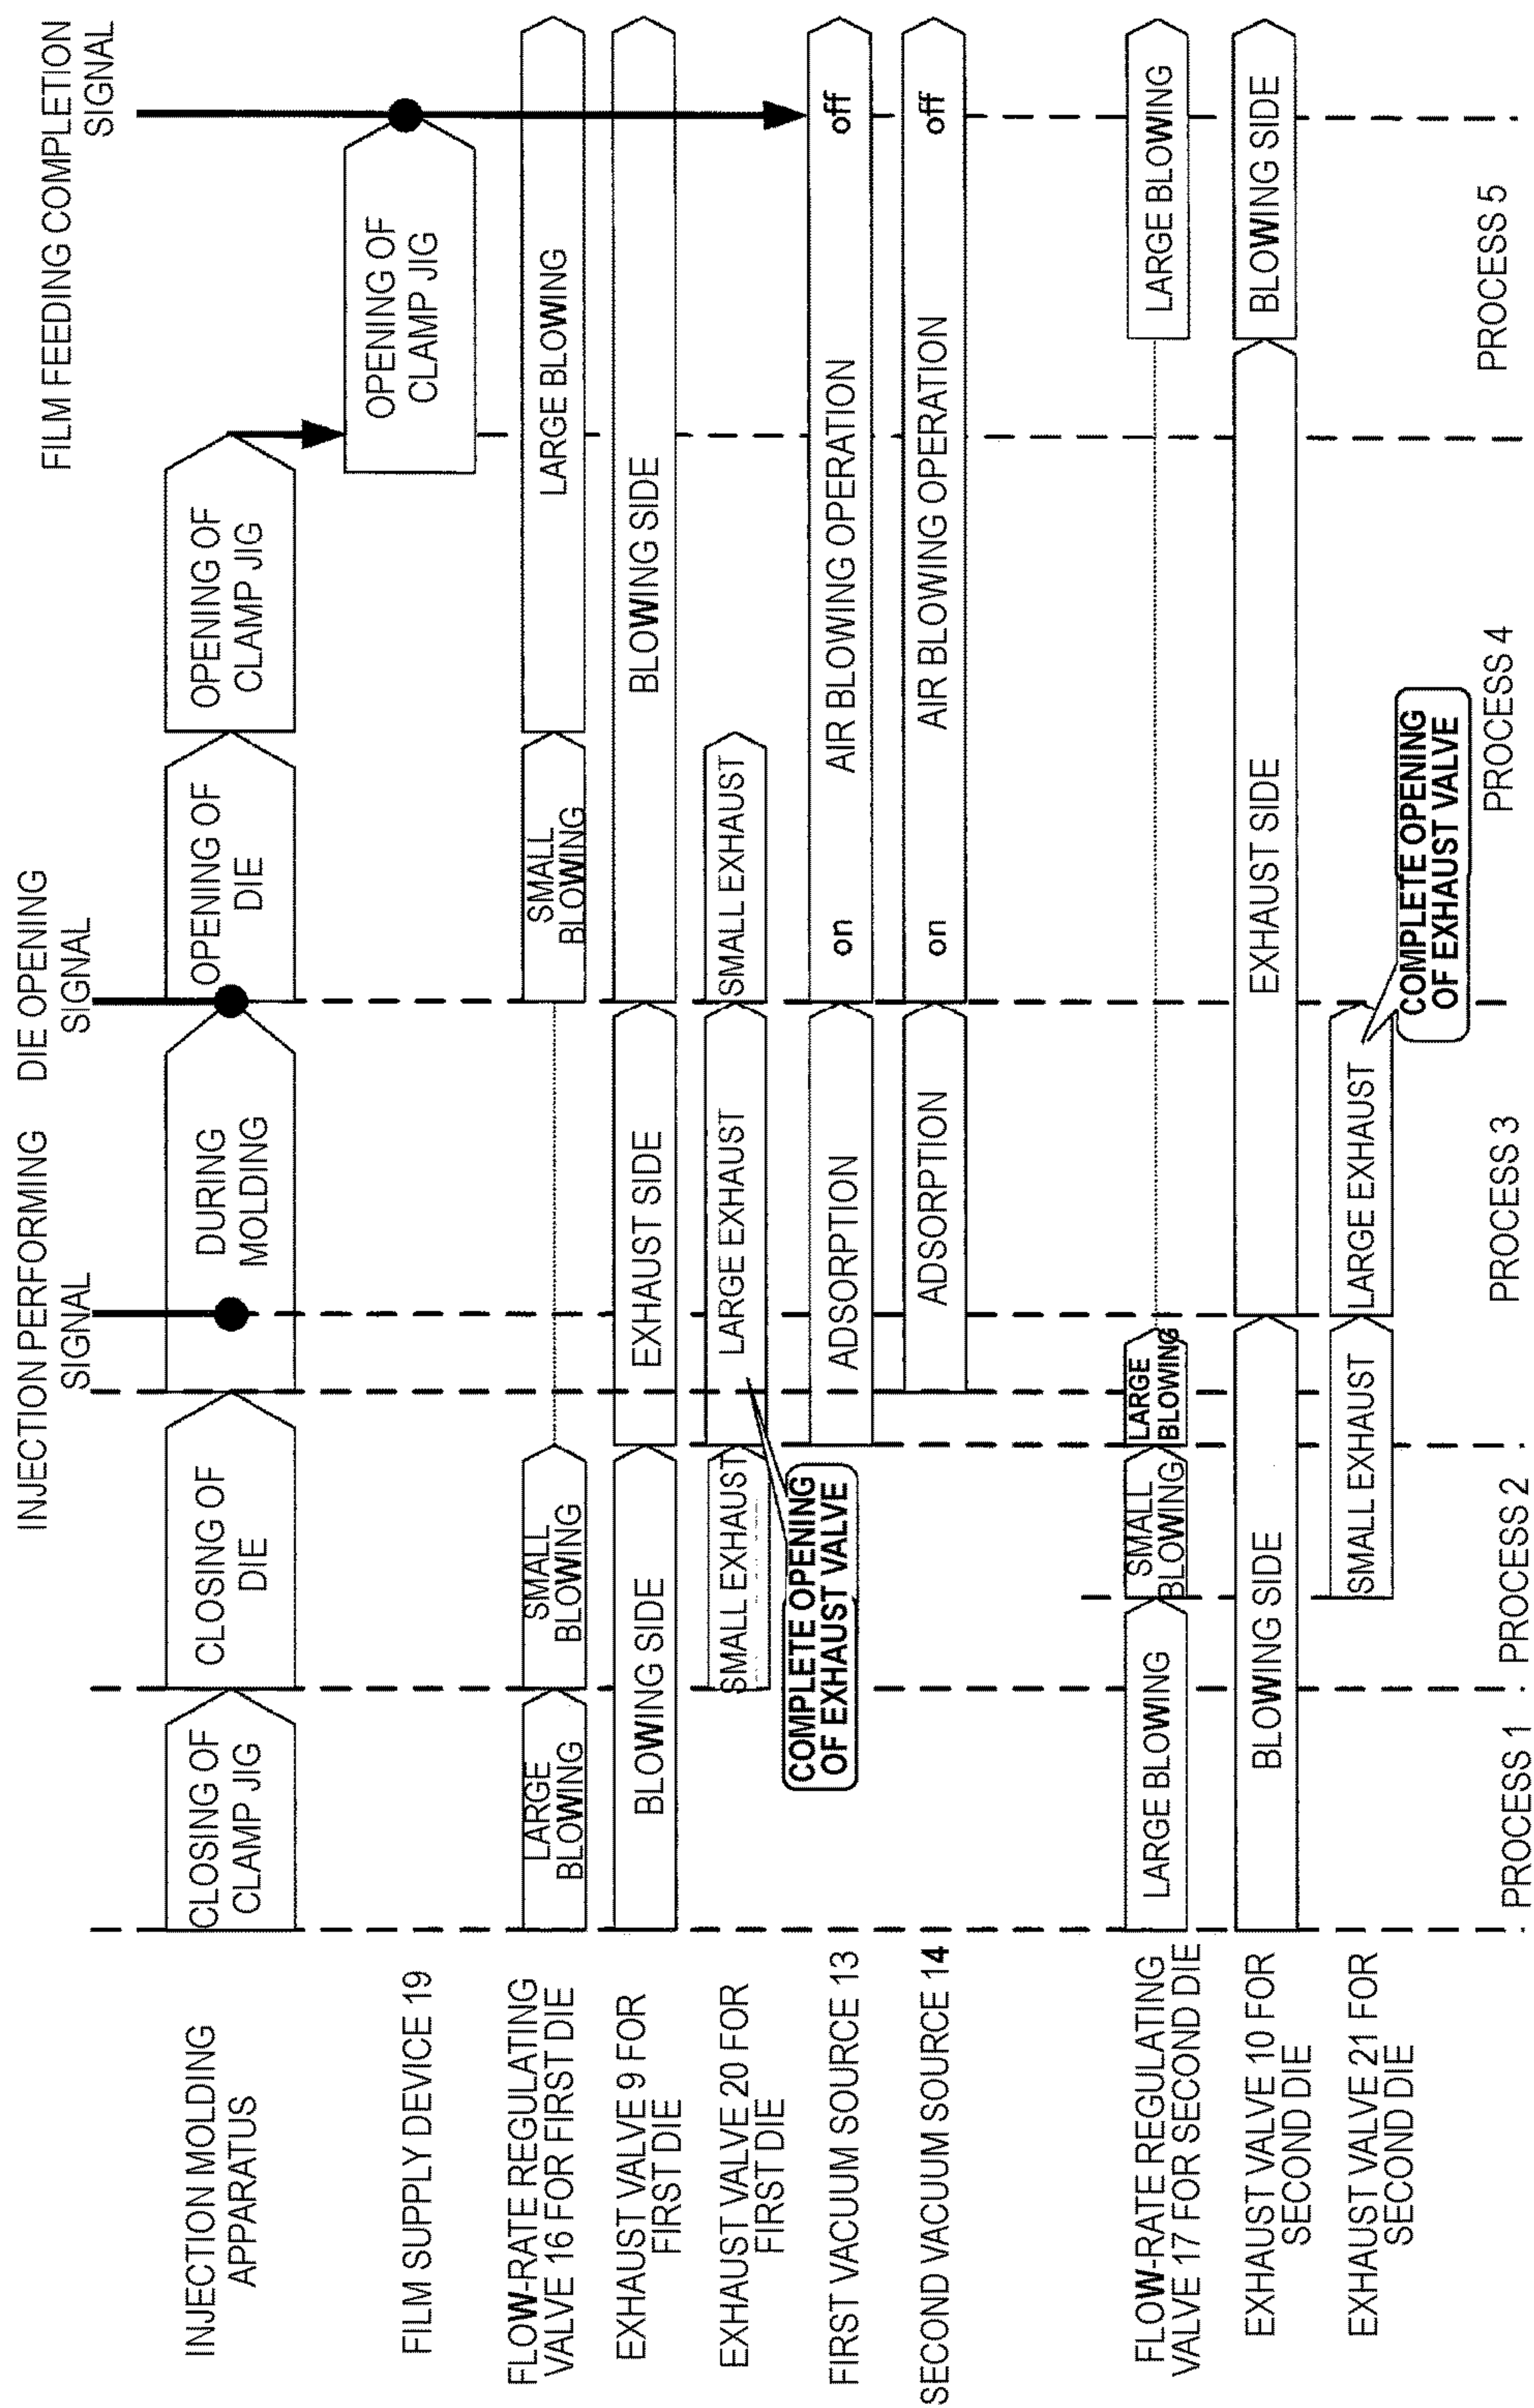 INJECTION PERFORMING
SIGNAL
DIE OPENING
SIGNAL
FILM FEEDING COMPLETION
SIGNAL
INJECTION MOLDING
APPARATUS
CLOSING OF
CLAMP JIG
CLOSING OF
DIE
DURING
MOLDING
OPENING OF
DIE
OPENING OF
CLAMP JIG
FILM SUPPLY DEVICE 19
OPENING OF
CLAMP JIG
FLOW-RATE REGULATING
VALVE 16 FOR FIRST DIE
LARGE
BLOWING
SMALL
BLOWING
SMALL
BLOWING
LARGE BLOWING
EXHAUST VALVE 9 FOR
FIRST DIE
BLOWING SIDE
EXHAUST SIDE
BLOWING SIDE
EXHAUST VALVE 20 FOR
FIRST DIE
SMALL EXHAUST
LARGE EXHAUST
SMALL EXHAUST
COMPLETE OPENING
OF EXHAUST VALVE
FIRST VACUUM SOURCE 13
ADSORPTION
on
AIR BLOWING OPERATION
off
SECOND VACUUM SOURCE 14
ADSORPTION
on
AIR BLOWING OPERATION
off
FLOW-RATE REGULATING
VALVE 17 FOR SECOND DIE
LARGE BLOWING
SMALL
BLOWING
LARGE
BLOWING
LARGE BLOWING
EXHAUST VALVE 10 FOR
SECOND DIE
BLOWING SIDE
EXHAUST SIDE
BLOWING SIDE
EXHAUST VALVE 21 FOR
SECOND DIE
SMALL EXHAUST
LARGE EXHAUST
COMPLETE OPENING
OF EXHAUST VALVE
PROCESS 1
PROCESS 2
PROCESS 3
PROCESS 4
PROCESS 5